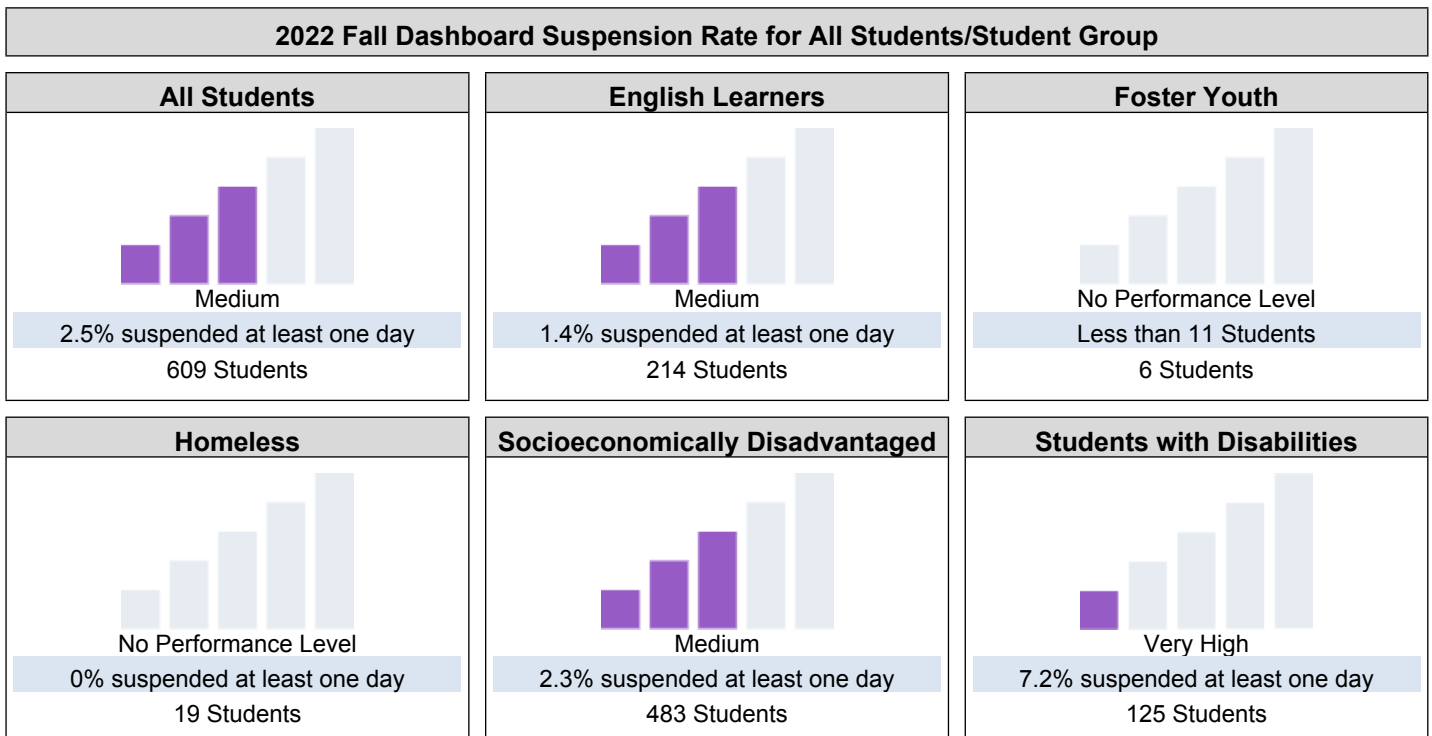 2022 Fall Dashboard Suspension Rate for All Students/Student Group
All Students
Medium
2.5% suspended at least one day
609 Students
English Learners
Medium
1.4% suspended at least one day
214 Students
Foster Youth
No Performance Level
Less than 11 Students
6 Students
Homeless
No Performance Level
0% suspended at least one day
19 Students
Socioeconomically Disadvantaged
Medium
2.3% suspended at least one day
483 Students
Students with Disabilities
Very High
7.2% suspended at least one day
125 Students